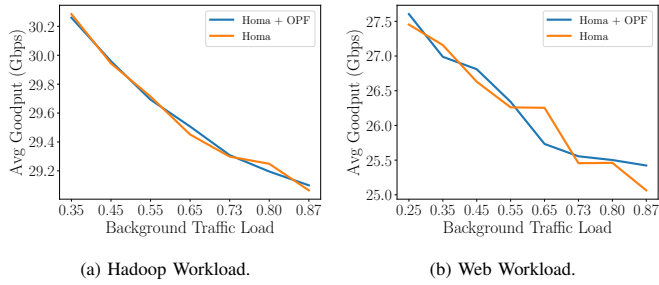 30.2
30.0
29.8
29.6
29.4
29.2
Avg Goodput (Gbps)
Homa + OPF
Homa
0.35 0.45 0.55 0.65 0.73 0.80 0.87
Background Traffic Load
(a) Hadoop Workload.
27.5
27.0
26.5
26.0
25.5
25.0
Avg Goodput (Gbps)
Homa + OPF
Homa
0.25 0.35 0.45 0.55 0.65 0.73 0.80 0.87
Background Traffic Load
(b) Web Workload.